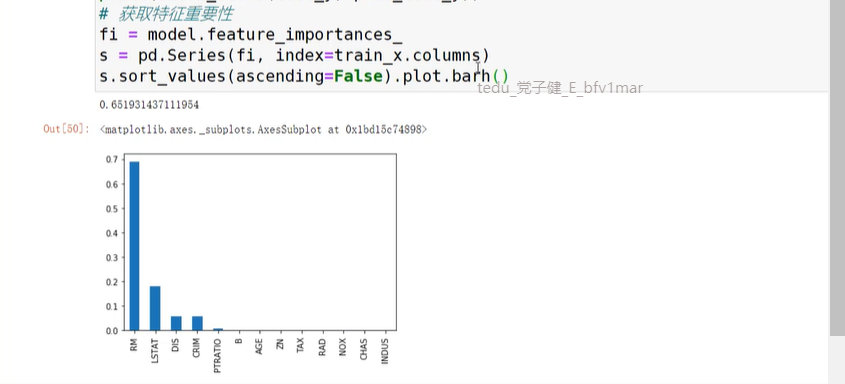 # 获取特征重要性
fi = model.feature_importances_
s = pd.Series(fi, index=train_x.columns)
s.sort_values(ascending=False).plot.barh()
tedu_党子健_E_bfv1mar
0.651931437111954
Out[50]: <matplotlib.axes._subplots.AxesSubplot at 0x1bd15c74898>
0.7
0.6
0.5
0.4
0.3
0.2
0.1
0.0
RM LSTAT DIS CRIM PTRATIO B AGE ZN TAX RAD NOX CHAS INDUS